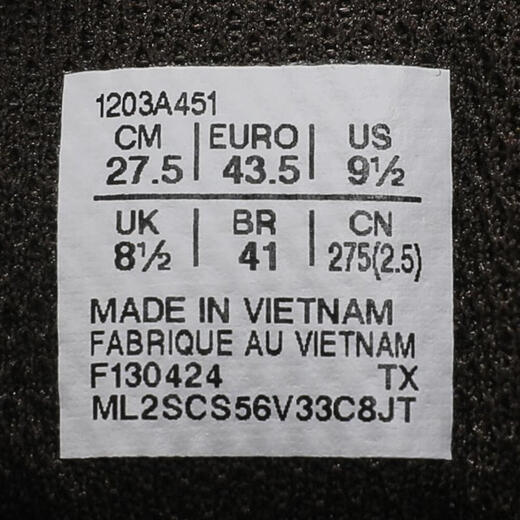 1203A451
CM | EURO | US
27.5 | 43.5 | 9½
UK | BR | CN
8½ | 41 | 275(2.5)
MADE IN VIETNAM
FABRIQUE AU VIETNAM
F130424 TX
ML2SCS56V33C8JT